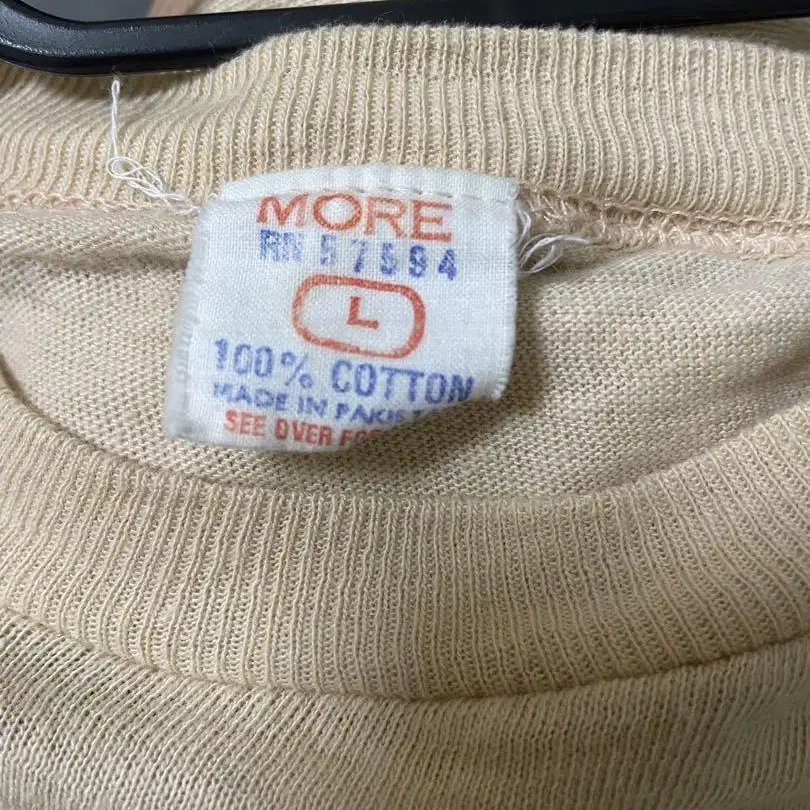 MORE
RN 57594
L
100% COTTON
MADE IN
SEE OVER